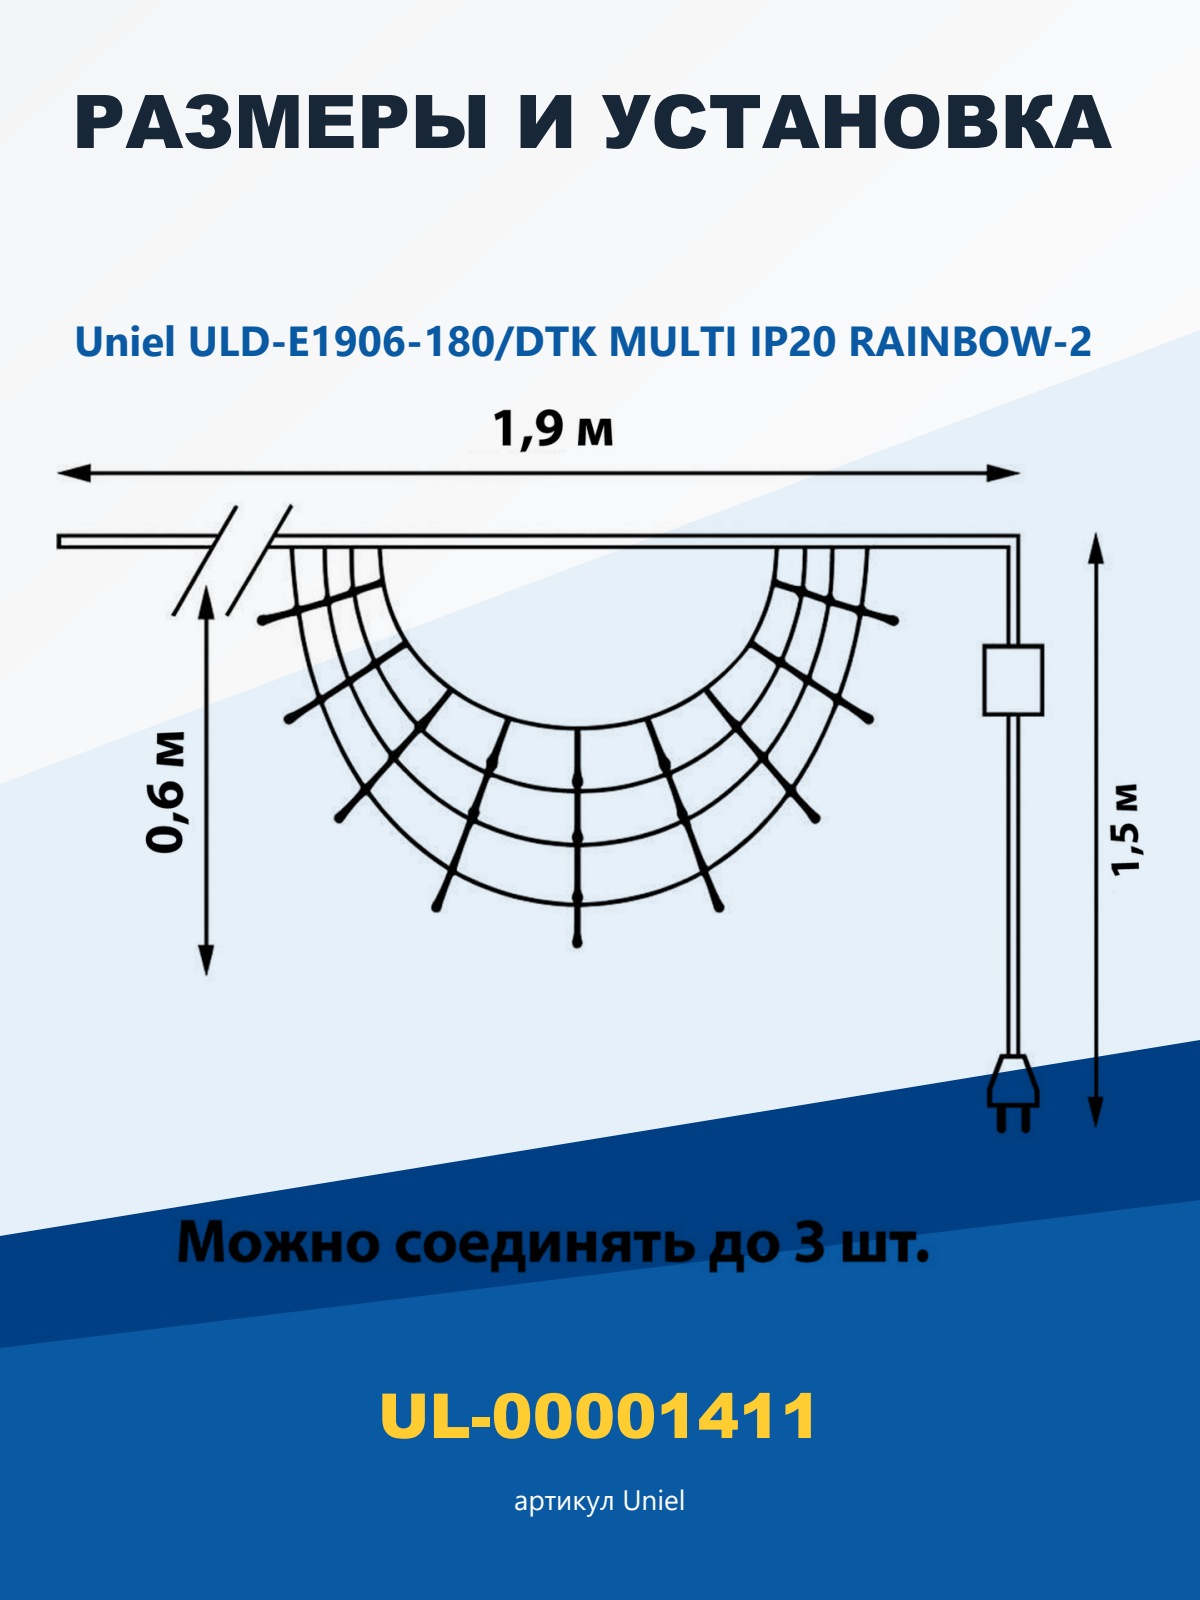 РАЗМЕРЫ И УСТАНОВКА
Uniel ULD-E1906-180/DTK MULTI IP20 RAINBOW-2
1,9 м
0,6 м
1,5 м
Можно соединять до 3 шт.
UL-00001411
артикул Uniel